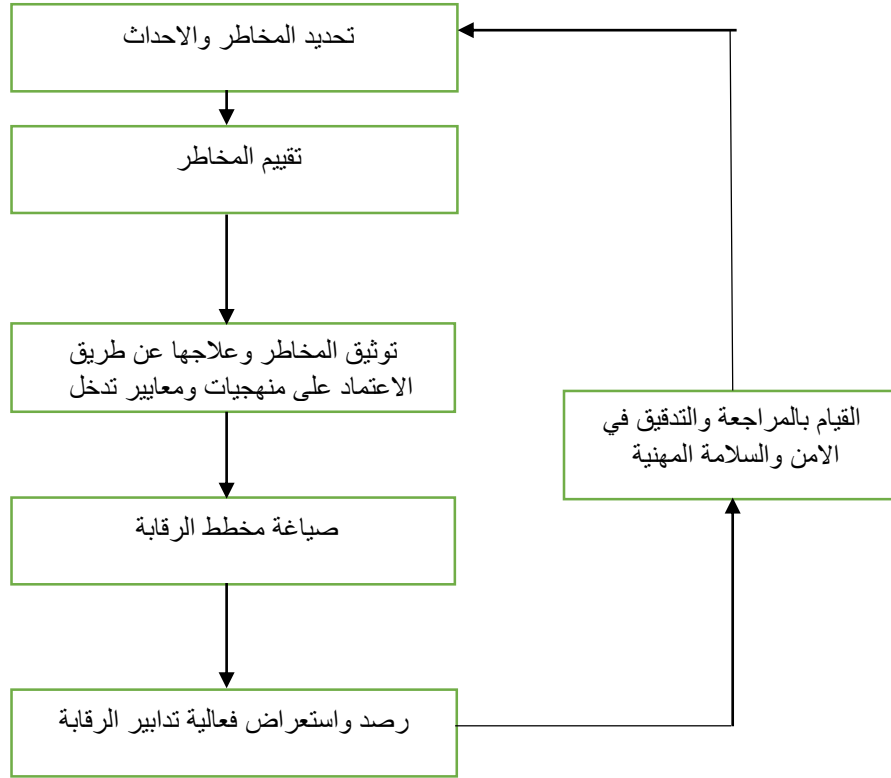 تحديد المخاطر والاحداث
تقييم المخاطر
توثيق المخاطر وعلاجها عن طريق
الاعتماد على منهجيات ومعايير تدخل
صياغة مخطط الرقابة
رصد واستعراض فعالية تدابير الرقابة
القيام بالمراجعة والتدقيق في
الامن والسلامة المهنية